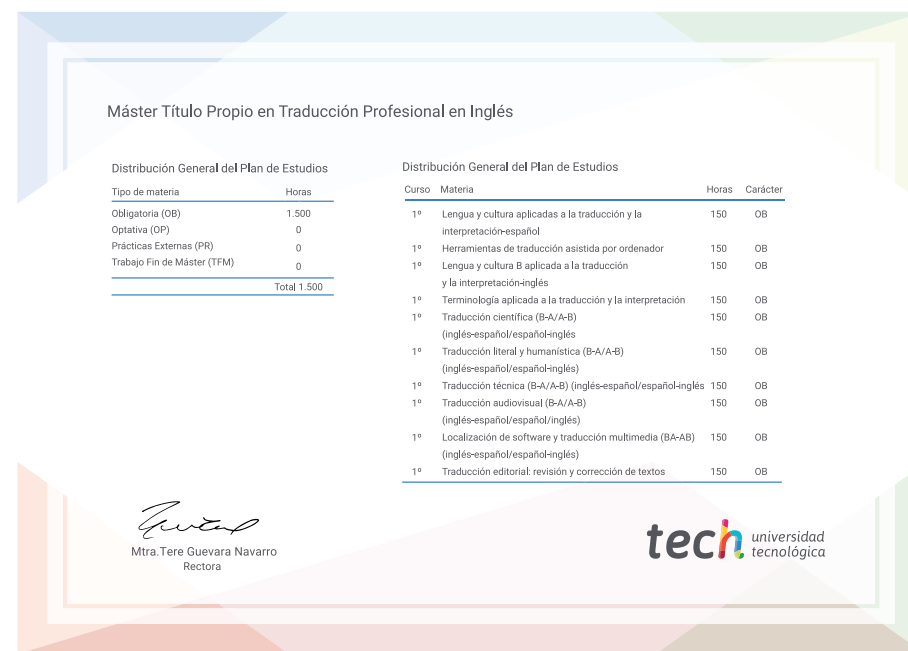 Máster Título Propio en Traducción Profesional en Inglés
Distribución General del Plan de Estudios
Tipo de materia Horas
Obligatoria (OB) 1.500
Optativa (OP) 0
Prácticas Externas (PR) 0
Trabajo Fin de Máster (TFM) 0
Total 1.500
Distribución General del Plan de Estudios
Curso Materia Horas Carácter
1º Lengua y cultura aplicadas a la traducción y la 150 OB
interpretación-español
1º Herramientas de traducción asistida por ordenador 150 OB
1º Lengua y cultura B aplicada a la traducción 150 OB
y la interpretación-inglés
1º Terminología aplicada a la traducción y la interpretación 150 OB
1º Traducción científica (B-A/A-B) 150 OB
(inglés-español/español-inglés
1º Traducción literal y humanística (B-A/A-B) 150 OB
(inglés-español/español-inglés)
1º Traducción técnica (B-A/A-B) (inglés-español/español-inglés 150 OB
1º Traducción audiovisual (B-A/A-B) 150 OB
(inglés-español/español/inglés)
1º Localización de software y traducción multimedia (BA-AB) 150 OB
(inglés-español/español-inglés)
1º Traducción editorial: revisión y corrección de textos 150 OB
Mtra.Tere Guevara Navarro
Rectora
tech universidad
tecnológica